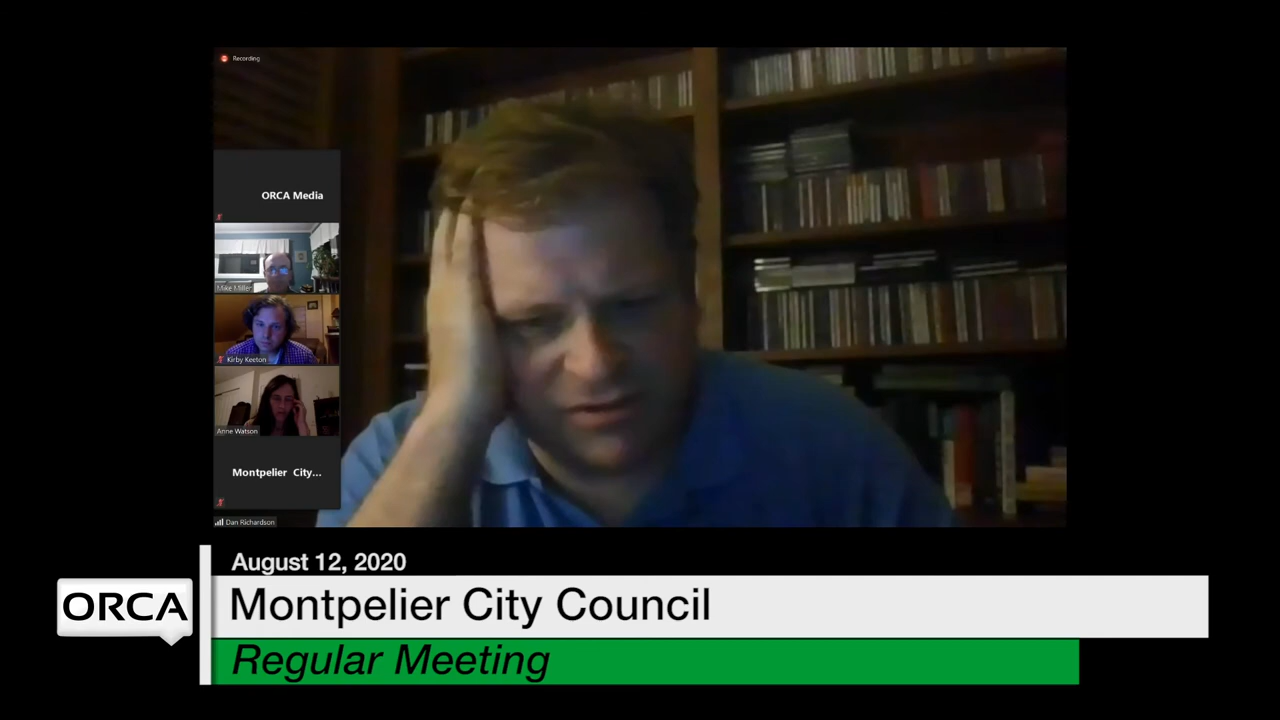 Recording
ORCA Media
Mike Miller
Kirby Keeton
Anne Watson
Montpelier City...
Dan Richardson
August 12, 2020
ORCA
Montpelier City Council
Regular Meeting